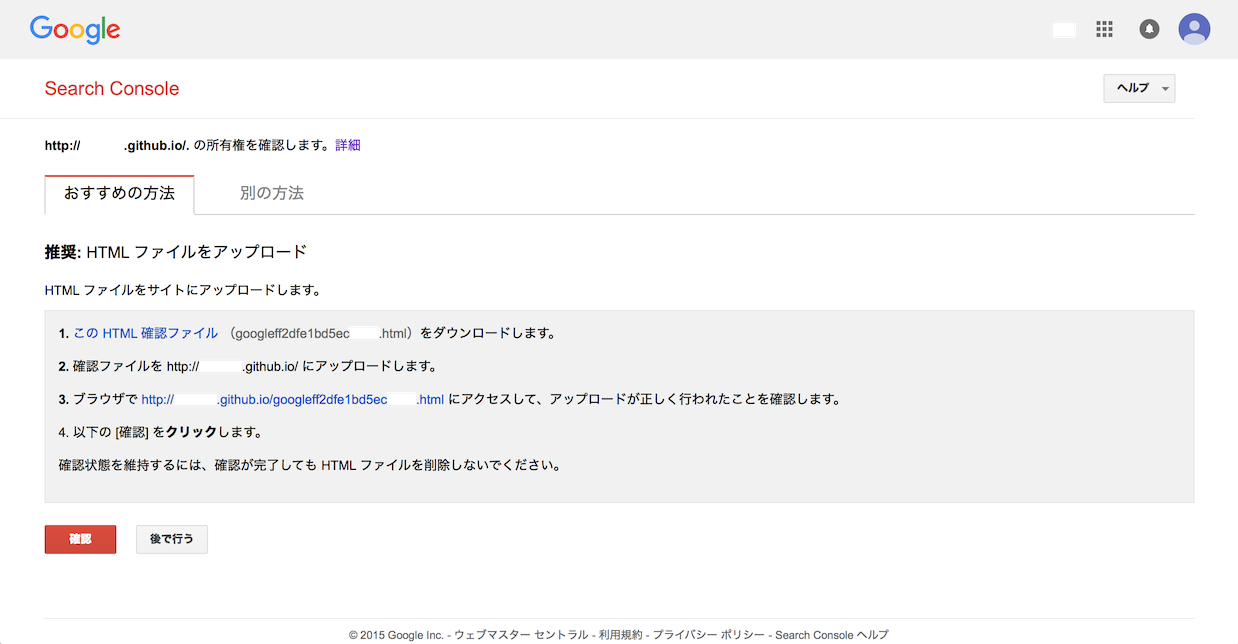 Google
Search Console
ヘルプ
http:// .github.io/. の所有権を確認します。詳細
おすすめの方法 別の方法
推奨: HTML ファイルをアップロード
HTML ファイルをサイトにアップロードします。
1. この HTML 確認ファイル （googleff2dfe1bd5ec .html）をダウンロードします。
2. 確認ファイルを http:// .github.io/ にアップロードします。
3. ブラウザで http:// .github.io/googleff2dfe1bd5ec .html にアクセスして、アップロードが正しく行われたことを確認します。
4. 以下の [確認] をクリックします。
確認状態を維持するには、確認が完了しても HTML ファイルを削除しないでください。
確認 後で行う
© 2015 Google Inc. - ウェブマスター セントラル - 利用規約 - プライバシー ポリシー - Search Console ヘルプ